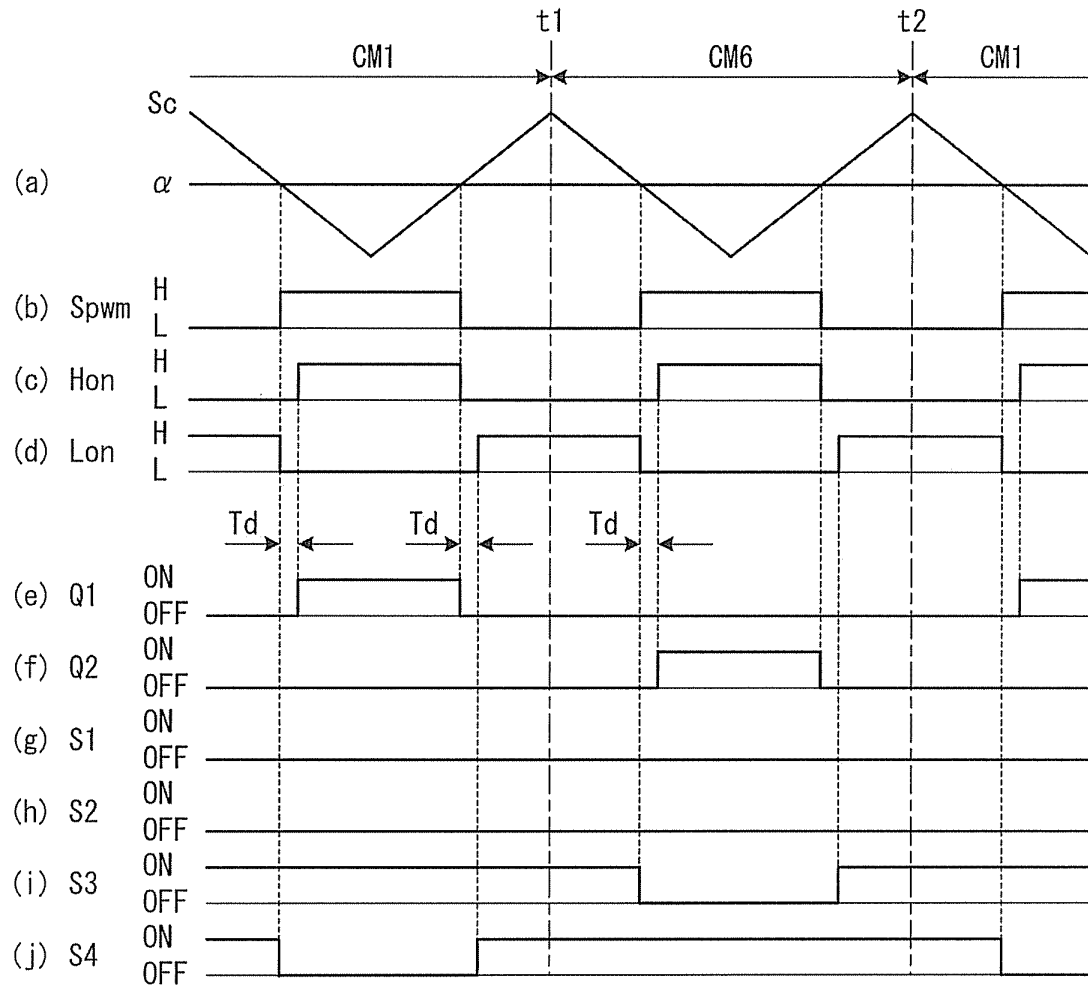 t1 t2
CM1 CM6 CM1
Sc
(a) α
(b) Spwm H
L
(c) Hon H
L
(d) Lon H
L
Td Td Td
(e) Q1 ON
OFF
(f) Q2 ON
OFF
(g) S1 ON
OFF
(h) S2 ON
OFF
(i) S3 ON
OFF
(j) S4 ON
OFF